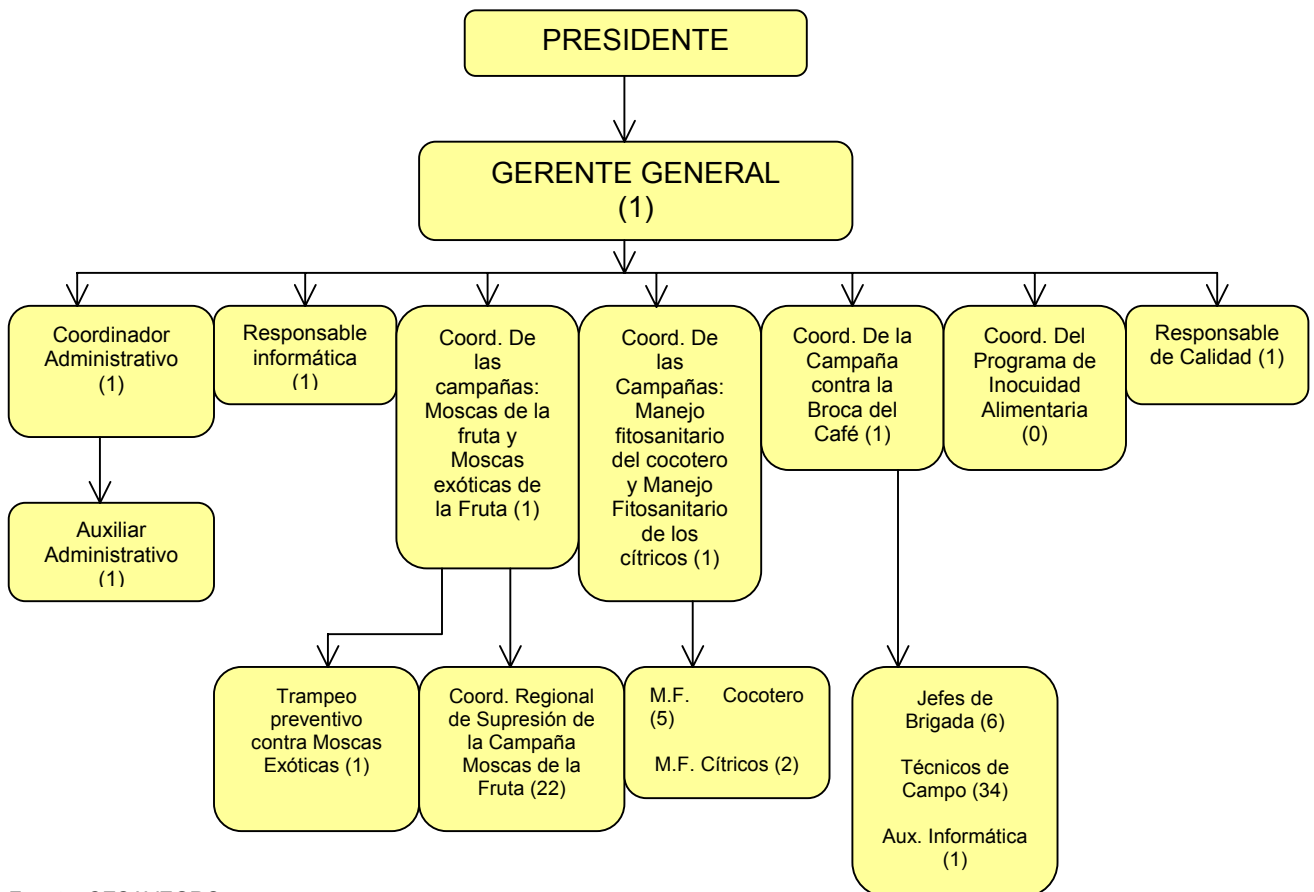 PRESIDENTE
GERENTE GENERAL
(1)
Coordinador
Administrativo
(1)
Responsable
informática
(1)
Coord. De
las
campañas:
Moscas de la
fruta y
Moscas
exóticas de
la Fruta (1)
Coord. De
las
Campañas:
Manejo
fitosanitario
del cocotero
y Manejo
Fitosanitario
de los
cítricos (1)
Coord. De la
Campaña
contra la
Broca del
Café (1)
Coord. Del
Programa de
Inocuidad
Alimentaria
(0)
Responsable
de Calidad (1)
Auxiliar
Administrativo
(1)
Trampeo
preventivo
contra Moscas
Exóticas (1)
Coord. Regional
de Supresión de
la Campaña
Moscas de la
Fruta (22)
M.F. Cocotero
(5)
M.F. Cítricos (2)
Jefes de
Brigada (6)
Técnicos de
Campo (34)
Aux. Informática
(1)